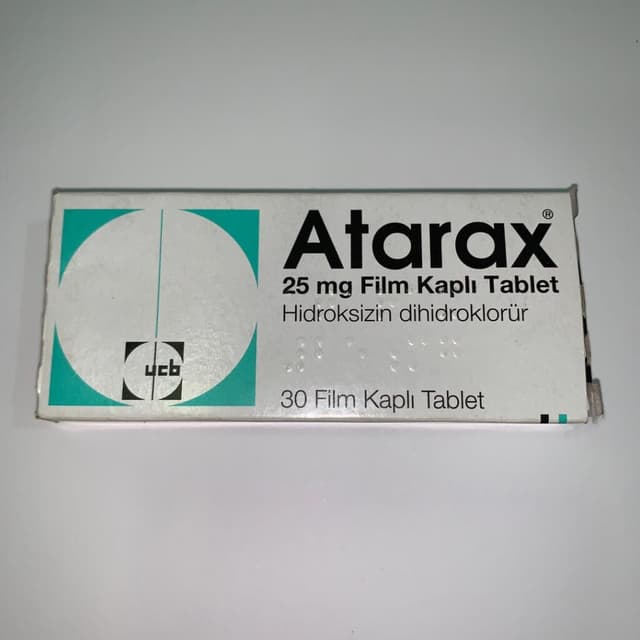 Atarax®
25 mg Film Kaplı Tablet
Hidroksizin dihidroklorür
30 Film Kaplı Tablet
ucb